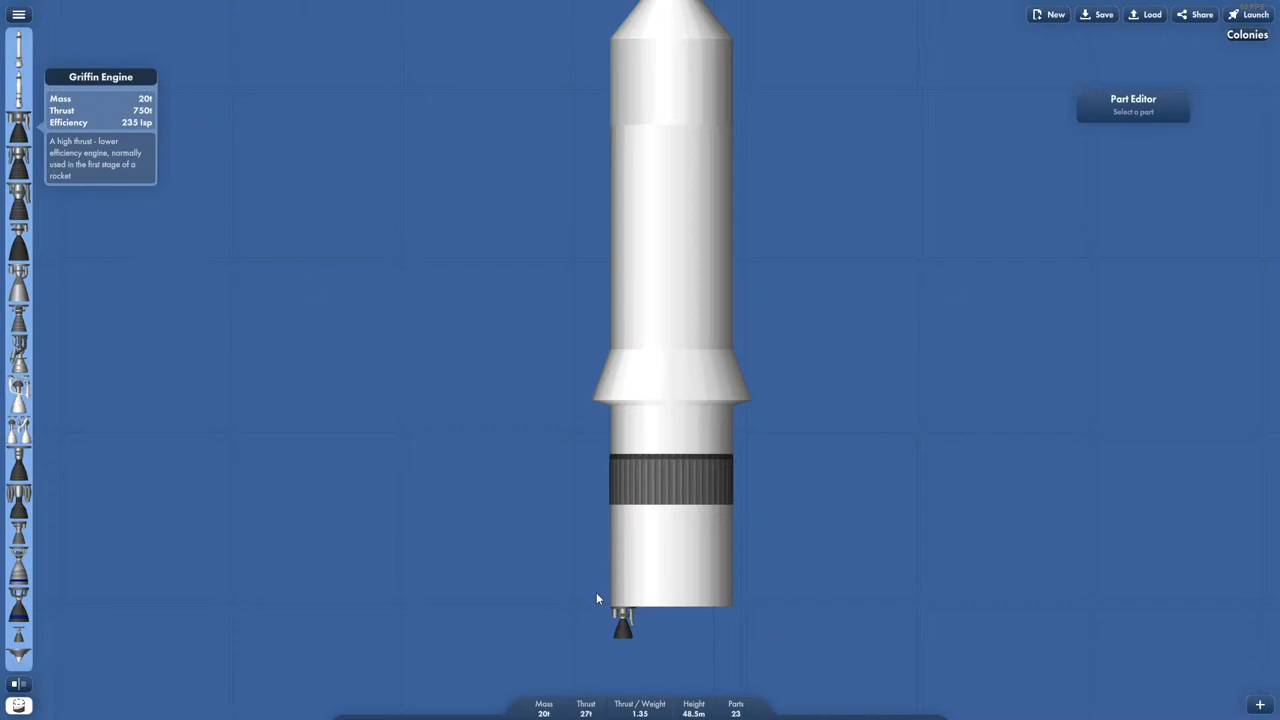 New
Save
Load
Share
Launch
Colonies
Griffin Engine
Mass 20t
Thrust 750t
Efficiency 235 Isp
A high thrust - lower
efficiency engine, normally
used in the first stage of a
rocket
Part Editor
Select a part
Mass Thrust Thrust / Weight Height Parts
20t 27t 1.35 48.5m 23